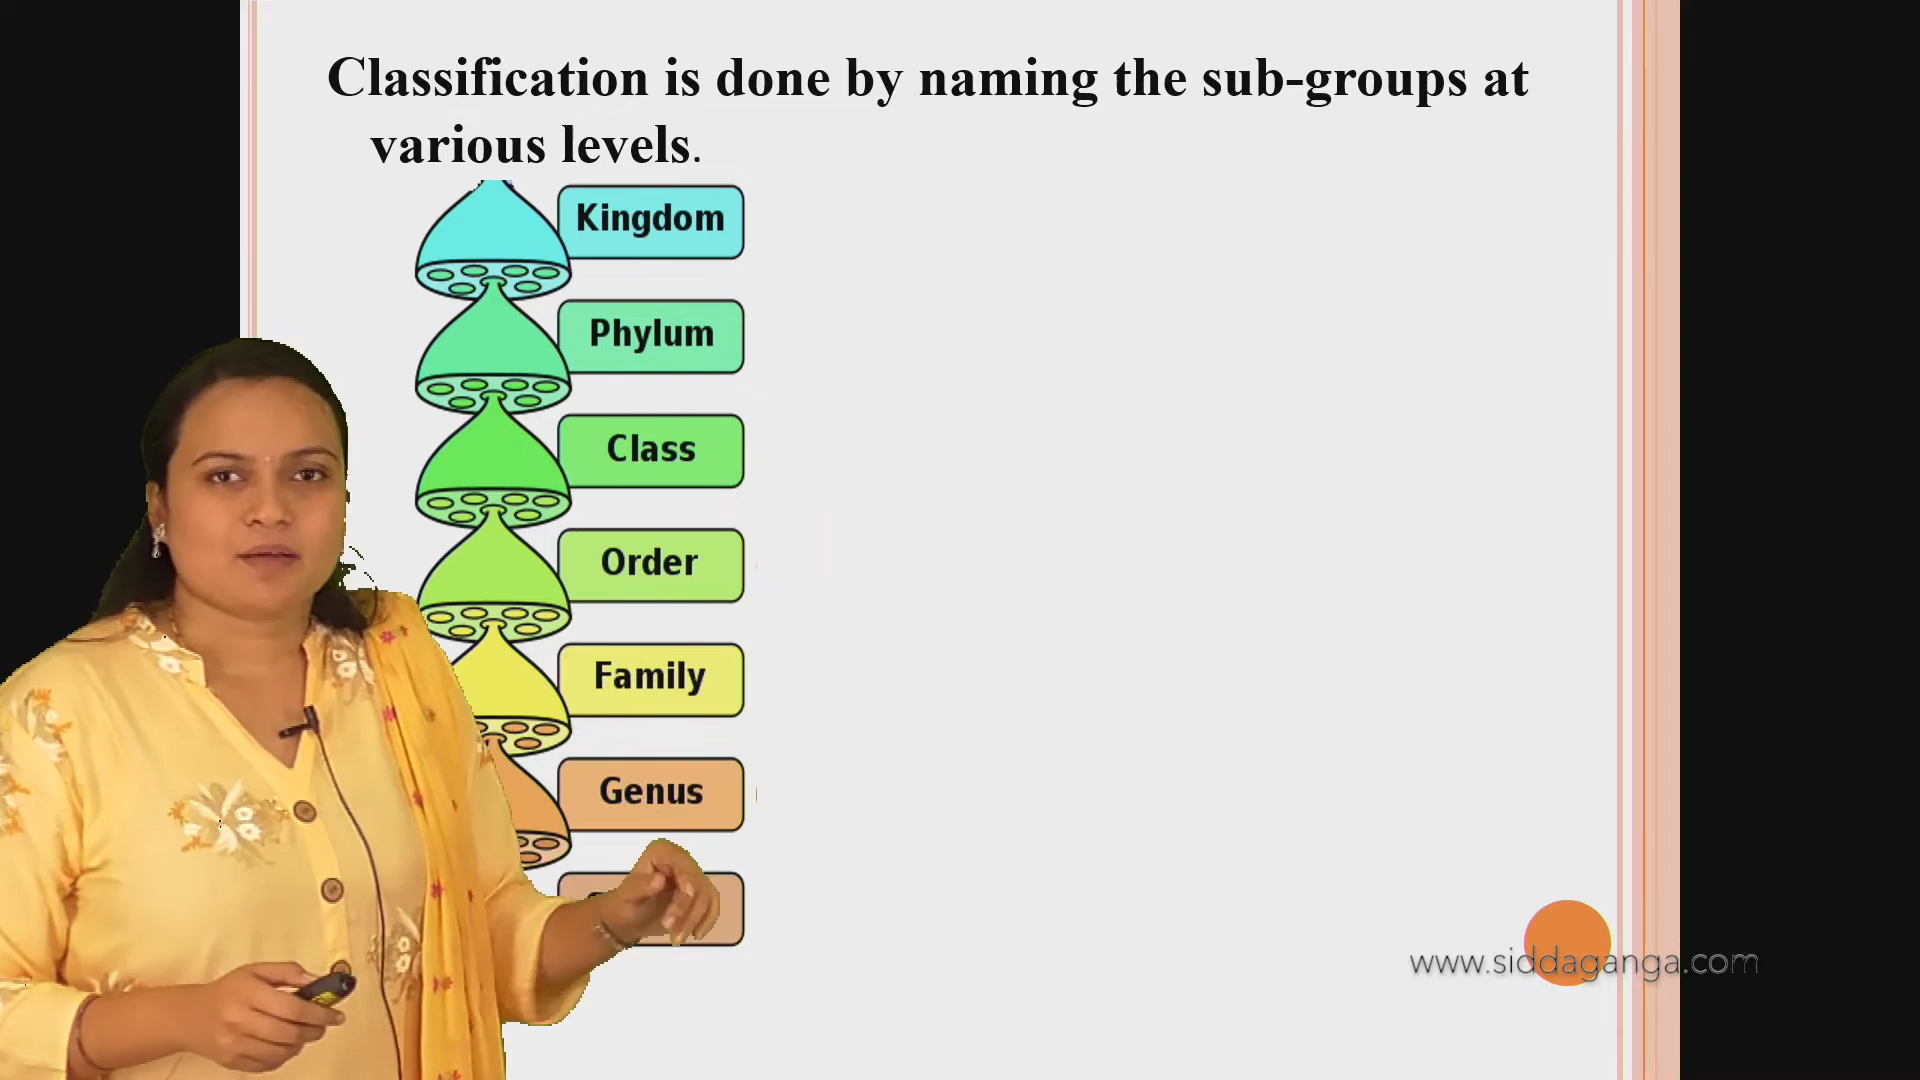 Classification is done by naming the sub-groups at
various levels.
Kingdom
Phylum
Class
Order
Family
Genus
www.siddaganga.com